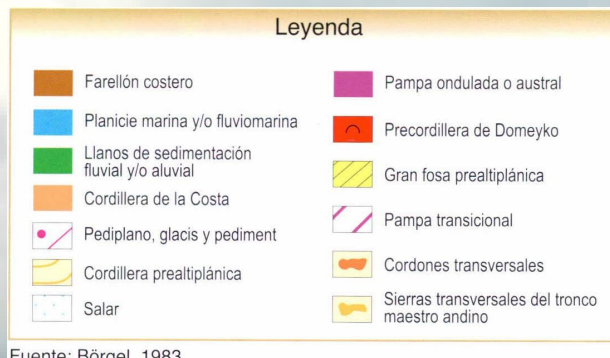 Leyenda
Farellón costero
Planicie marina y/o fluviomarina
Llanos de sedimentación
fluvial y/o aluvial
Cordillera de la Costa
Pediplano, glacis y pediment
Cordillera prealtiplánica
Salar
Pampa ondulada o austral
Precordillera de Domeyko
Gran fosa prealtiplánica
Pampa transicional
Cordones transversales
Sierras transversales del tronco
maestro andino
Fuente: Börgel, 1983